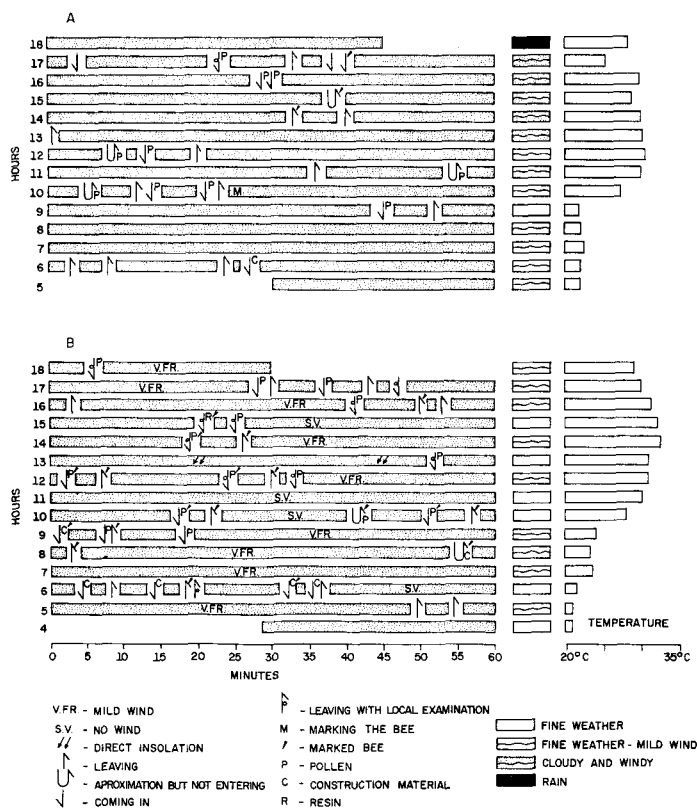 A
HOURS
18
17 P
16 P P
15
14
13
12 P P
11 P
10 P P P M
9 P
8
7
6 C
5
B
HOURS
18 P V.FR.
17 V.FR. P P
16 V.FR. P
15 R P S.V.
14 P V.FR.
13 P
12 P P P V.FR.
11 S.V.
10 P S.V. P P
9 C P P V.FR.
8 V.FR. C
7 V.FR.
6 C C P C C S.V.
5 V.FR.
4
TEMPERATURE
0 5 10 15 20 25 30 35 40 45 50 55 60
20°C 35°C
MINUTES
V.FR. - MILD WIND
S.V. - NO WIND
- DIRECT INSOLATION
- LEAVING
- APROXIMATION BUT NOT ENTERING
- COMING IN
P - LEAVING WITH LOCAL EXAMINATION
M - MARKING THE BEE
- MARKED BEE
P - POLLEN
C - CONSTRUCTION MATERIAL
R - RESIN
FINE WEATHER
FINE WEATHER - MILD WIND
CLOUDY AND WINDY
RAIN